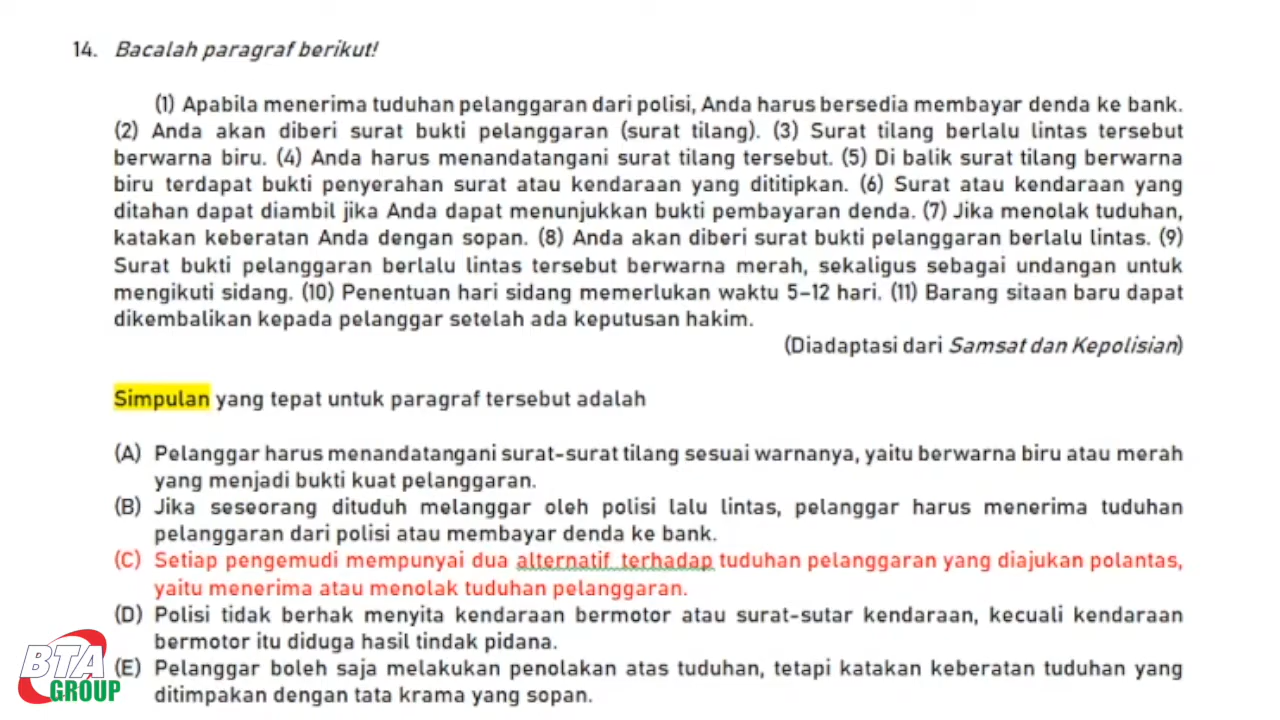 14. Bacalah paragraf berikut!
(1) Apabila menerima tuduhan pelanggaran dari polisi, Anda harus bersedia membayar denda ke bank.
(2) Anda akan diberi surat bukti pelanggaran (surat tilang). (3) Surat tilang berlalu lintas tersebut
berwarna biru. (4) Anda harus menandatangani surat tilang tersebut. (5) Di balik surat tilang berwarna
biru terdapat bukti penyerahan surat atau kendaraan yang dititipkan. (6) Surat atau kendaraan yang
ditahan dapat diambil jika Anda dapat menunjukkan bukti pembayaran denda. (7) Jika menolak tuduhan,
katakan keberatan Anda dengan sopan. (8) Anda akan diberi surat bukti pelanggaran berlalu lintas. (9)
Surat bukti pelanggaran berlalu lintas tersebut berwarna merah, sekaligus sebagai undangan untuk
mengikuti sidang. (10) Penentuan hari sidang memerlukan waktu 5–12 hari. (11) Barang sitaan baru dapat
dikembalikan kepada pelanggar setelah ada keputusan hakim.
(Diadaptasi dari Samsat dan Kepolisian)
Simpulan yang tepat untuk paragraf tersebut adalah
(A) Pelanggar harus menandatangani surat-surat tilang sesuai warnanya, yaitu berwarna biru atau merah
yang menjadi bukti kuat pelanggaran.
(B) Jika seseorang dituduh melanggar oleh polisi lalu lintas, pelanggar harus menerima tuduhan
pelanggaran dari polisi atau membayar denda ke bank.
(C) Setiap pengemudi mempunyai dua alternatif terhadap tuduhan pelanggaran yang diajukan polantas,
yaitu menerima atau menolak tuduhan pelanggaran.
(D) Polisi tidak berhak menyita kendaraan bermotor atau surat-sutar kendaraan, kecuali kendaraan
bermotor itu diduga hasil tindak pidana.
(E) Pelanggar boleh saja melakukan penolakan atas tuduhan, tetapi katakan keberatan tuduhan yang
ditimpakan dengan tata krama yang sopan.
BTA
GROUP